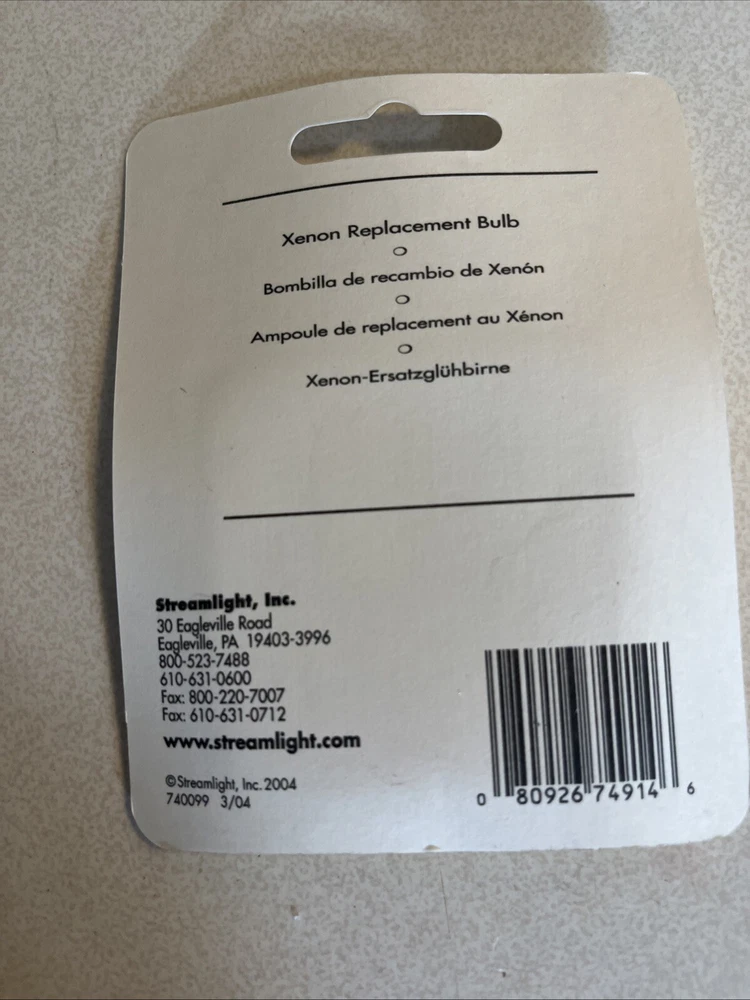 Xenon Replacement Bulb
Bombilla de recambio de Xenón
Ampoule de replacement au Xénon
Xenon-Ersatzglühbirne
Streamlight, Inc.
30 Eagleville Road
Eagleville, PA 19403-3996
800-523-7488
610-631-0600
Fax: 800-220-7007
Fax: 610-631-0712
www.streamlight.com
©Streamlight, Inc. 2004
740099 3/04
0 80926 74914 6